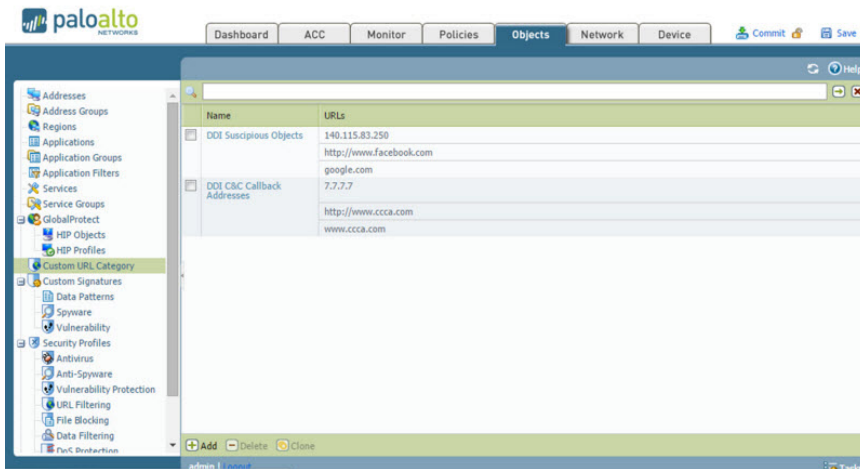 paloalto
NETWORKS
Dashboard ACC Monitor Policies Objects Network Device Commit Save
Help
Addresses
Address Groups
Regions
Applications
Application Groups
Application Filters
Services
Service Groups
GlobalProtect
HIP Objects
HIP Profiles
Custom URL Category
Custom Signatures
Data Patterns
Spyware
Vulnerability
Security Profiles
Antivirus
Anti-Spyware
Vulnerability Protection
URL Filtering
File Blocking
Data Filtering
DoS Protection
Name URLs
DDI Suscipious Objects 140.115.83.250
http://www.facebook.com
google.com
DDI C&C Callback
Addresses
7.7.7.7
http://www.ccca.com
www.ccca.com
Add Delete Clone
admin | Logout